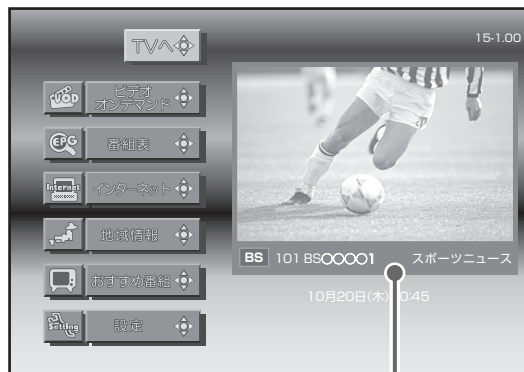 TVへ
15-1.00
VOD
ビデオ
オンデマンド
EPG
番組表
Internet
インターネット
地域情報
おすすめ番組
Setting
設定
BS 101 BS〇〇〇〇1 スポーツニュース
10月20日(木) 0:45